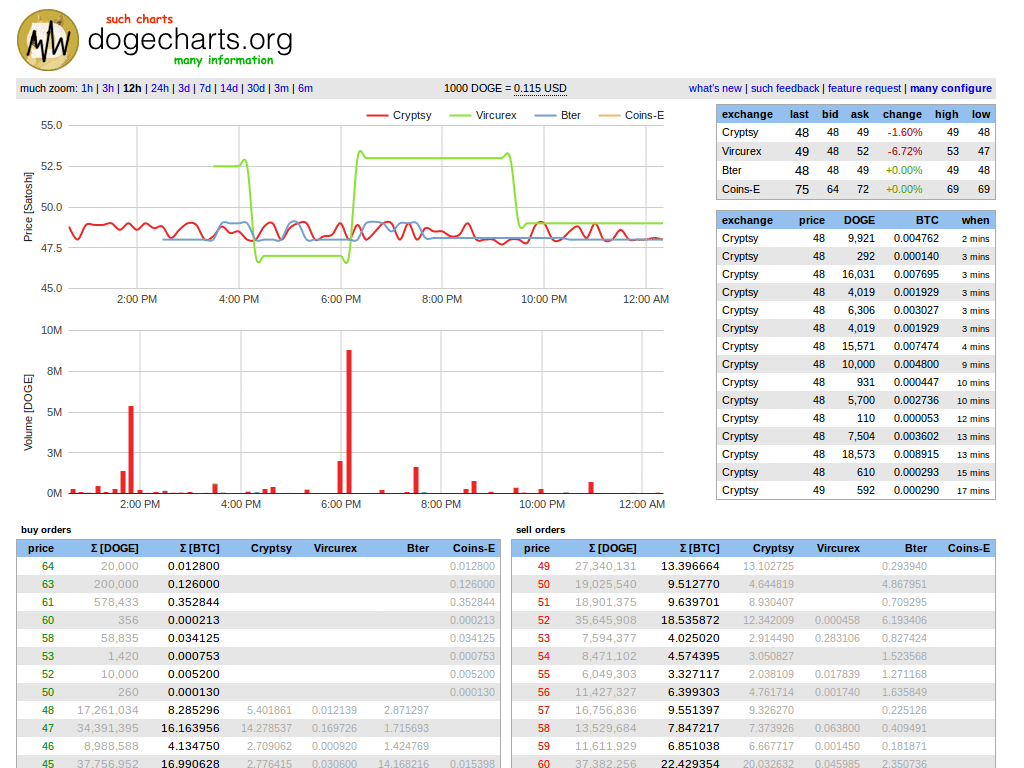 such charts
dogecharts.org
many information
much zoom: 1h | 3h | 12h | 24h | 3d | 7d | 14d | 30d | 3m | 6m 1000 DOGE = 0.115 USD what's new | such feedback | feature request | many configure
Cryptsy Vircurex Bter Coins-E
Price [Satoshi]
55.0
52.5
50.0
47.5
45.0
2:00 PM 4:00 PM 6:00 PM 8:00 PM 10:00 PM 12:00 AM
Volume [DOGE]
10M
8M
5M
3M
0M
2:00 PM 4:00 PM 6:00 PM 8:00 PM 10:00 PM 12:00 AM
exchange last bid ask change high low
Cryptsy 48 48 49 -1.60% 49 48
Vircurex 49 48 52 -6.72% 53 47
Bter 48 48 49 +0.00% 49 48
Coins-E 75 64 72 +0.00% 69 69
exchange price DOGE BTC when
Cryptsy 48 9,921 0.004762 2 mins
Cryptsy 48 292 0.000140 3 mins
Cryptsy 48 16,031 0.007695 3 mins
Cryptsy 48 4,019 0.001929 3 mins
Cryptsy 48 6,306 0.003027 3 mins
Cryptsy 48 4,019 0.001929 3 mins
Cryptsy 48 15,571 0.007474 4 mins
Cryptsy 48 10,000 0.004800 9 mins
Cryptsy 48 931 0.000447 10 mins
Cryptsy 48 5,700 0.002736 10 mins
Cryptsy 48 110 0.000053 12 mins
Cryptsy 48 7,504 0.003602 13 mins
Cryptsy 48 18,573 0.008915 13 mins
Cryptsy 48 610 0.000293 15 mins
Cryptsy 49 592 0.000290 17 mins
buy orders
price Σ [DOGE] Σ [BTC] Cryptsy Vircurex Bter Coins-E
64 20,000 0.012800 0.012800
63 200,000 0.126000 0.126000
61 578,433 0.352844 0.352844
60 356 0.000213 0.000213
58 58,835 0.034125 0.034125
53 1,420 0.000753 0.000753
52 10,000 0.005200 0.005200
50 260 0.000130 0.000130
48 17,261,034 8.285296 5.401861 0.012139 2.871297
47 34,391,395 16.163956 14.278537 0.169726 1.715693
46 8,988,588 4.134750 2.709062 0.000920 1.424769
45 37,756,952 16.990628 2.776415 0.030600 14.168216 0.015398
sell orders
price Σ [DOGE] Σ [BTC] Cryptsy Vircurex Bter Coins-E
49 27,340,131 13.396664 13.102725 0.293940
50 19,025,540 9.512770 4.644819 4.867951
51 18,901,375 9.639701 8.930407 0.709295
52 35,645,908 18.535872 12.342009 0.000458 6.193406
53 7,594,377 4.025020 2.914490 0.283106 0.827424
54 8,471,102 4.574395 3.050827 1.523568
55 6,049,303 3.327117 2.038109 0.017839 1.271168
56 11,427,327 6.399303 4.761714 0.001740 1.635849
57 16,756,836 9.551397 9.326270 0.225126
58 13,529,684 7.847217 7.373926 0.063800 0.409491
59 11,611,929 6.851038 6.667717 0.001450 0.181871
60 37,382,256 22.429354 20.032632 0.045985 2.350736